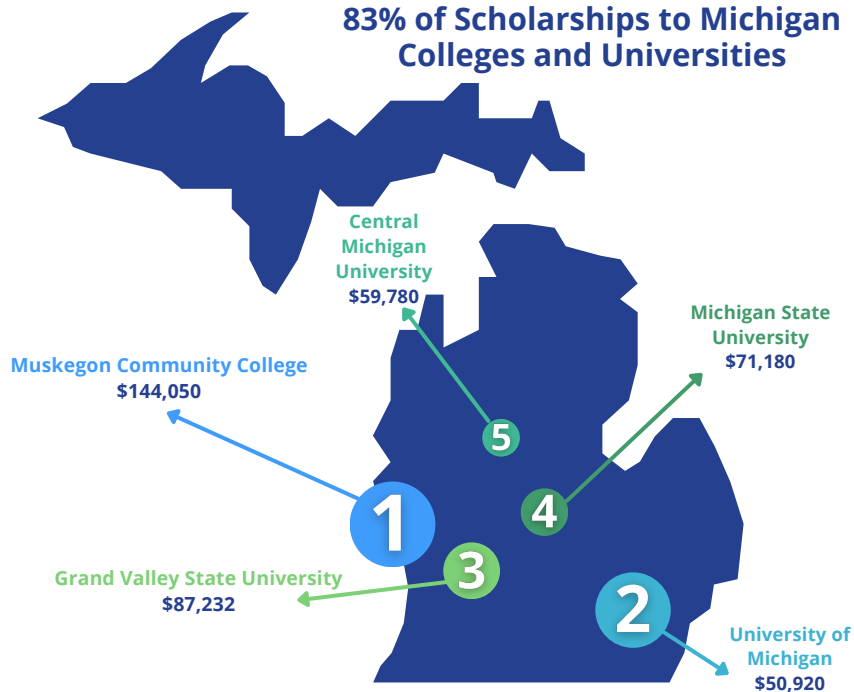 83% of Scholarships to Michigan
Colleges and Universities
Central
Michigan
University
$59,780
Michigan State
University
$71,180
Muskegon Community College
$144,050
5
4
1
3
Grand Valley State University
$87,232
2
University of
Michigan
$50,920